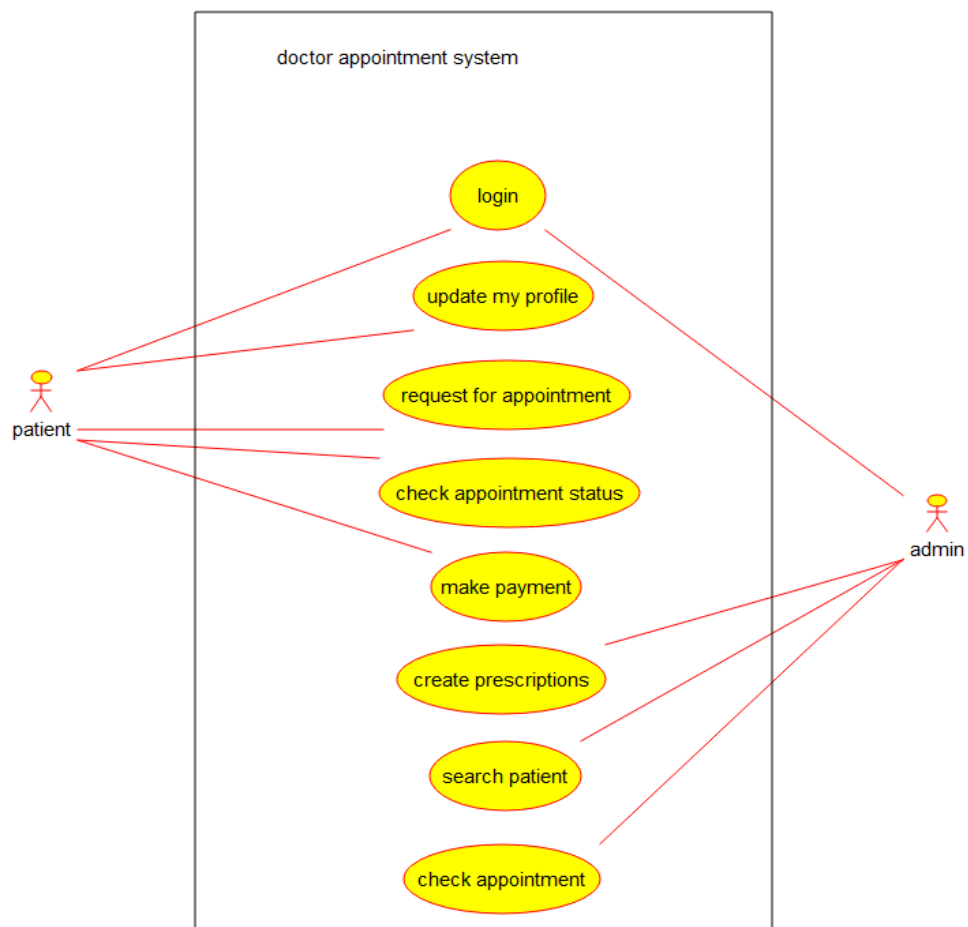 doctor appointment system
login
update my profile
request for appointment
patient
check appointment status
admin
make payment
create prescriptions
search patient
check appointment